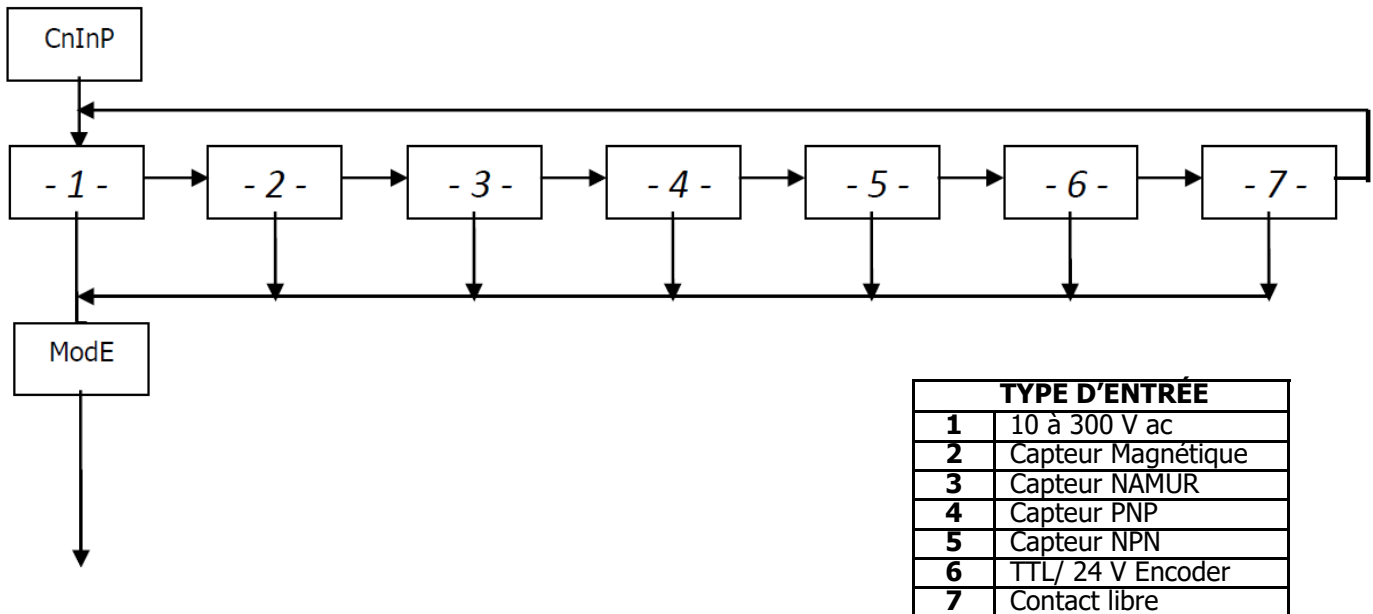 CnInP
- 1 - - 2 - - 3 - - 4 - - 5 - - 6 - - 7 -
ModE
TYPE D'ENTRÉE
1 10 à 300 V ac
2 Capteur Magnétique
3 Capteur NAMUR
4 Capteur PNP
5 Capteur NPN
6 TTL/ 24 V Encoder
7 Contact libre